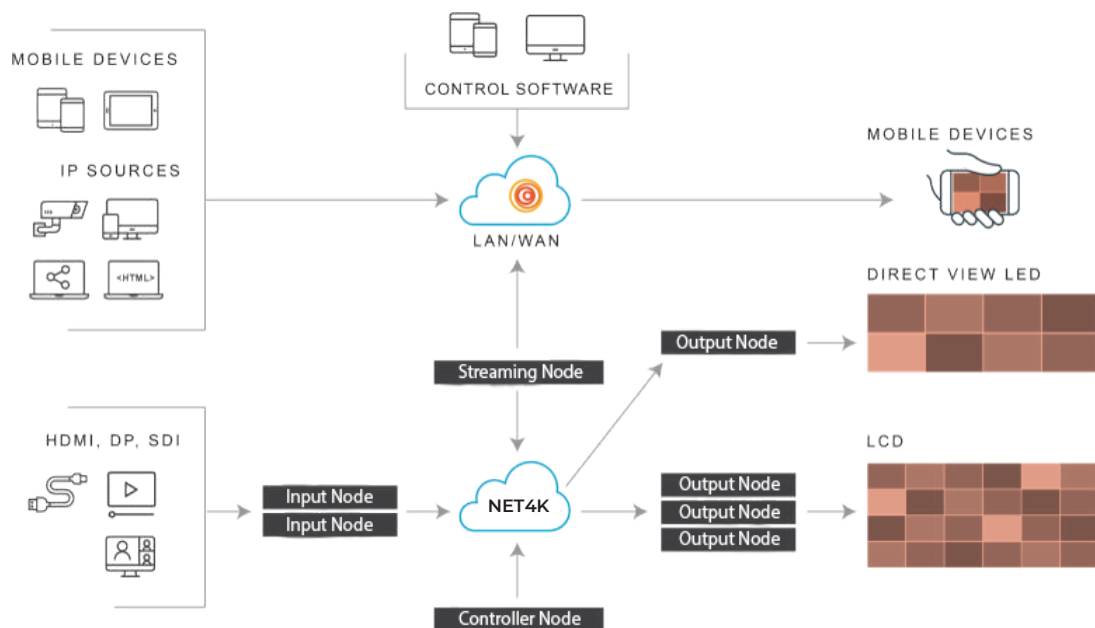 MOBILE DEVICES
IP SOURCES
<HTML>
CONTROL SOFTWARE
LAN/WAN
MOBILE DEVICES
DIRECT VIEW LED
Streaming Node
Output Node
HDMI, DP, SDI
Input Node
Input Node
NET4K
Output Node
Output Node
Output Node
LCD
Controller Node